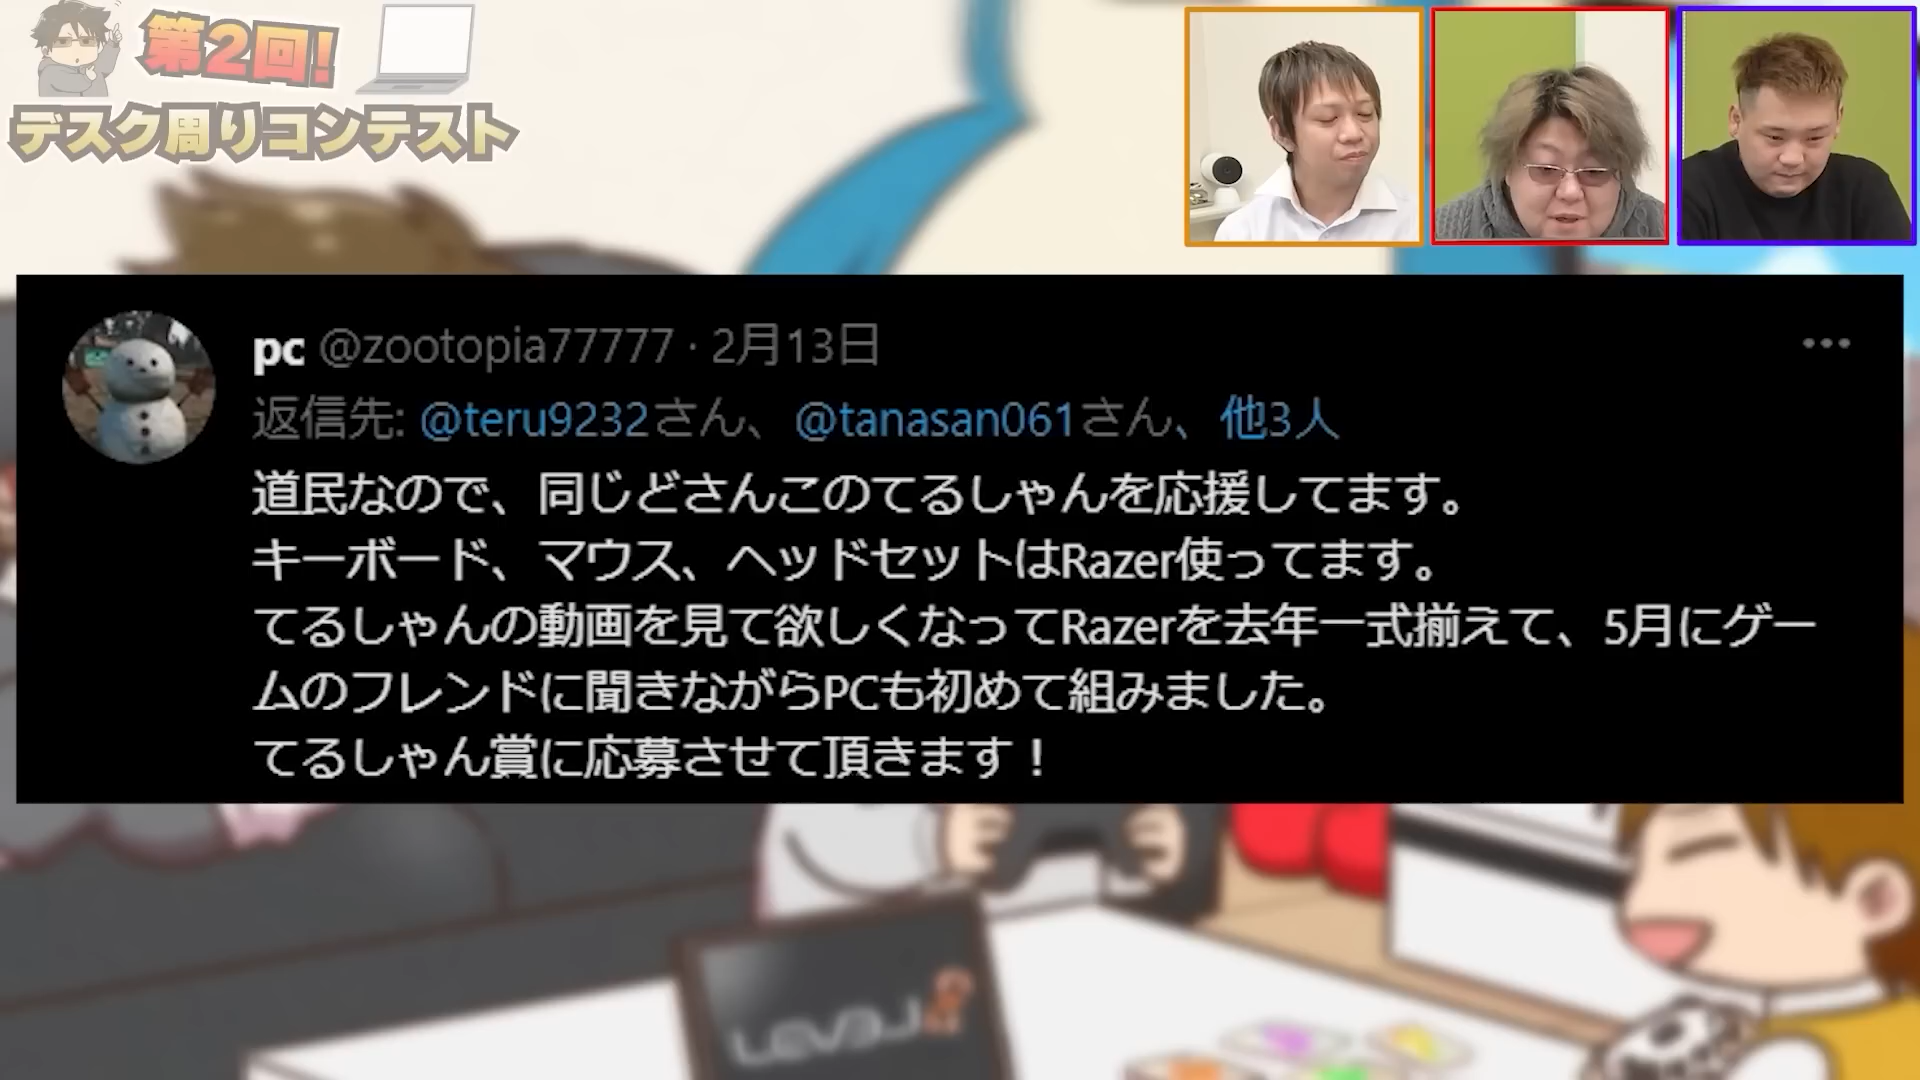 第2回!
デスク周りコンテスト
pc @zootopia77777 · 2月13日
返信先: @teru9232さん、 @tanasan061さん、他3人
道民なので、同じどさんこのてるしゃんを応援してます。
キーボード、マウス、ヘッドセットはRazer使ってます。
てるしゃんの動画を見て欲しくなってRazerを去年一式揃えて、5月にゲー
ムのフレンドに聞きながらPCも初めて組みました。
てるしゃん賞に応募させて頂きます！
LEVEL